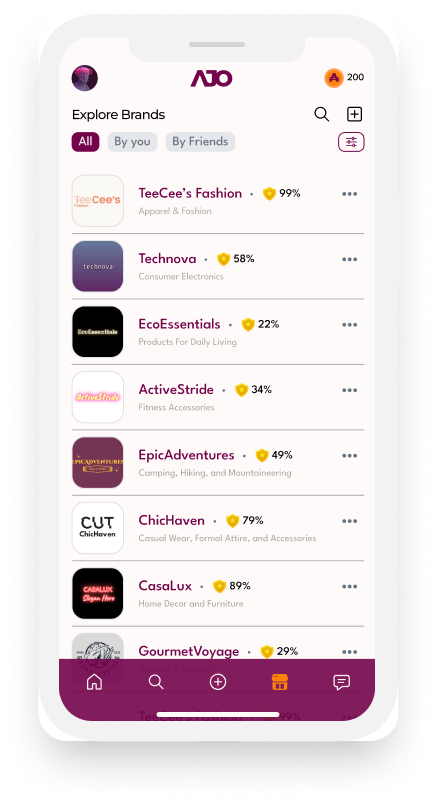 AJO
200
Explore Brands
All By you By Friends
TeeCee's
Fashion
TeeCee's Fashion • 99%
Apparel & Fashion
technova
Technova • 58%
Consumer Electronics
EcoEssentials
EcoEssentials • 22%
Products For Daily Living
ActiveStride
ActiveStride • 34%
Fitness Accessories
EPICADVENTURES
EpicAdventures • 49%
Camping, Hiking, and Mountaineering
CUT
ChicHaven
ChicHaven • 79%
Casual Wear, Formal Attire, and Accessories
CASALUX
Slogan Here
CasaLux • 89%
Home Decor and Furniture
GourmetVoyage • 29%
TeeCee's Fashion 99%